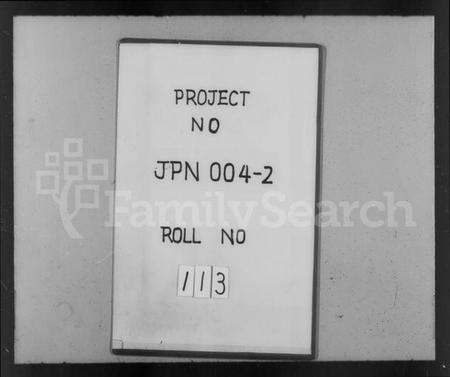 PROJECT
NO
JPN 004-2
FamilySearch
ROLL NO
113